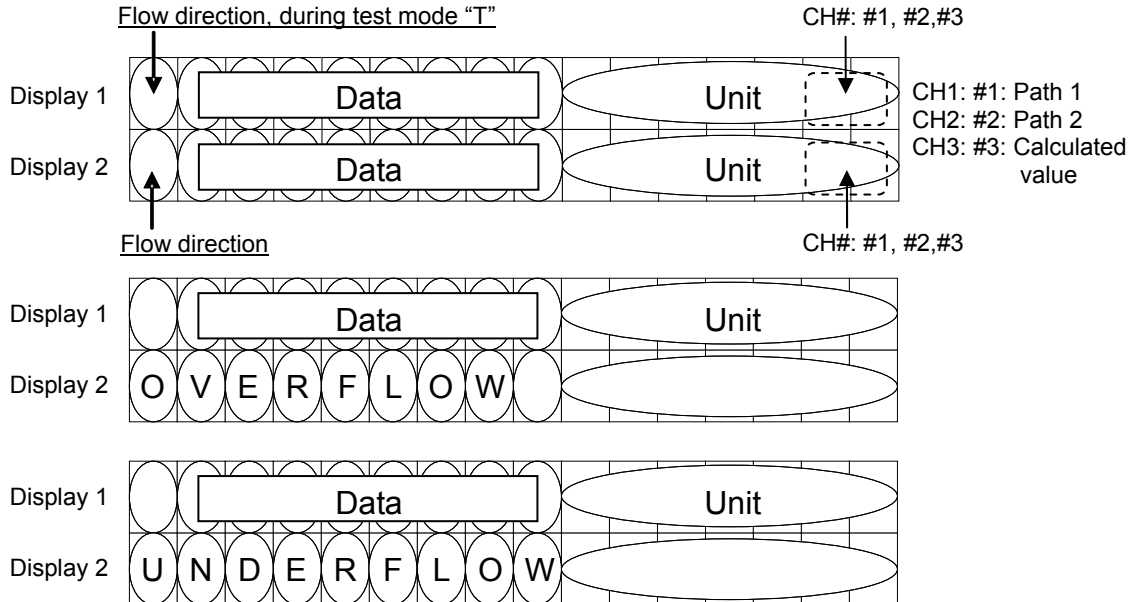 Flow direction, during test mode “T”
CH#: #1, #2,#3
Display 1
Data
Unit
CH1: #1: Path 1
CH2: #2: Path 2
CH3: #3: Calculated
value
Display 2
Data
Unit
Flow direction
CH#: #1, #2,#3
Display 1
Data
Unit
Display 2
OVERFLOW
Display 1
Data
Unit
Display 2
UNDERFLOW